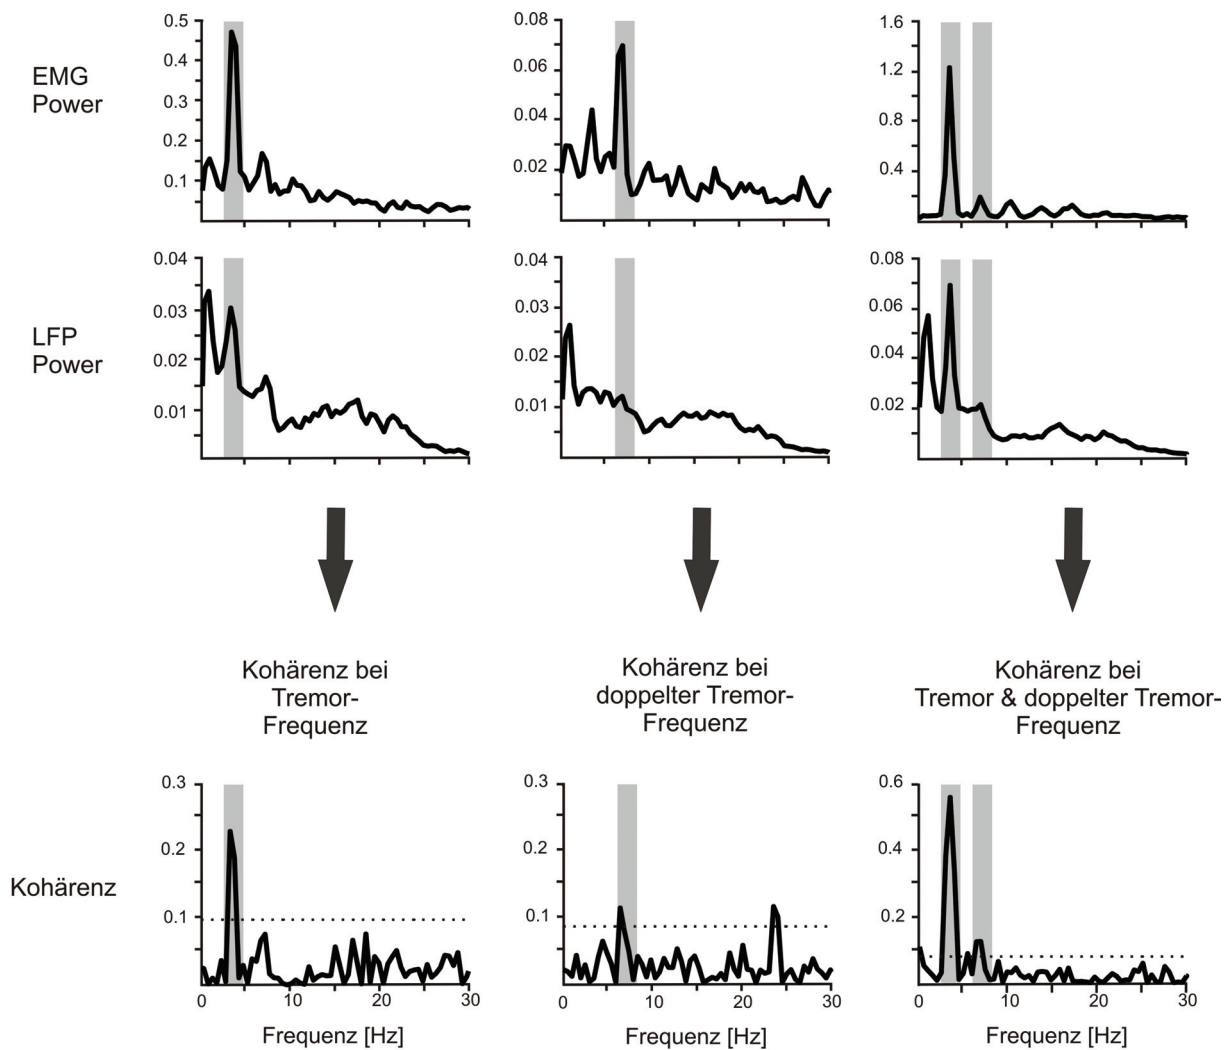 EMG
Power
0.5
0.4
0.3
0.2
0.1
0.08
0.06
0.04
0.02
1.6
1.2
0.8
0.4
LFP
Power
0.04
0.03
0.02
0.01
0.04
0.03
0.02
0.01
0.08
0.06
0.04
0.02
Kohärenz bei
Tremor-
Frequenz
Kohärenz bei
doppelter Tremor-
Frequenz
Kohärenz bei
Tremor & doppelter Tremor-
Frequenz
Kohärenz
0.3
0.2
0.1
0 10 20 30
Frequenz [Hz]
0.3
0.2
0.1
0 10 20 30
Frequenz [Hz]
0.6
0.4
0.2
0 10 20 30
Frequenz [Hz]